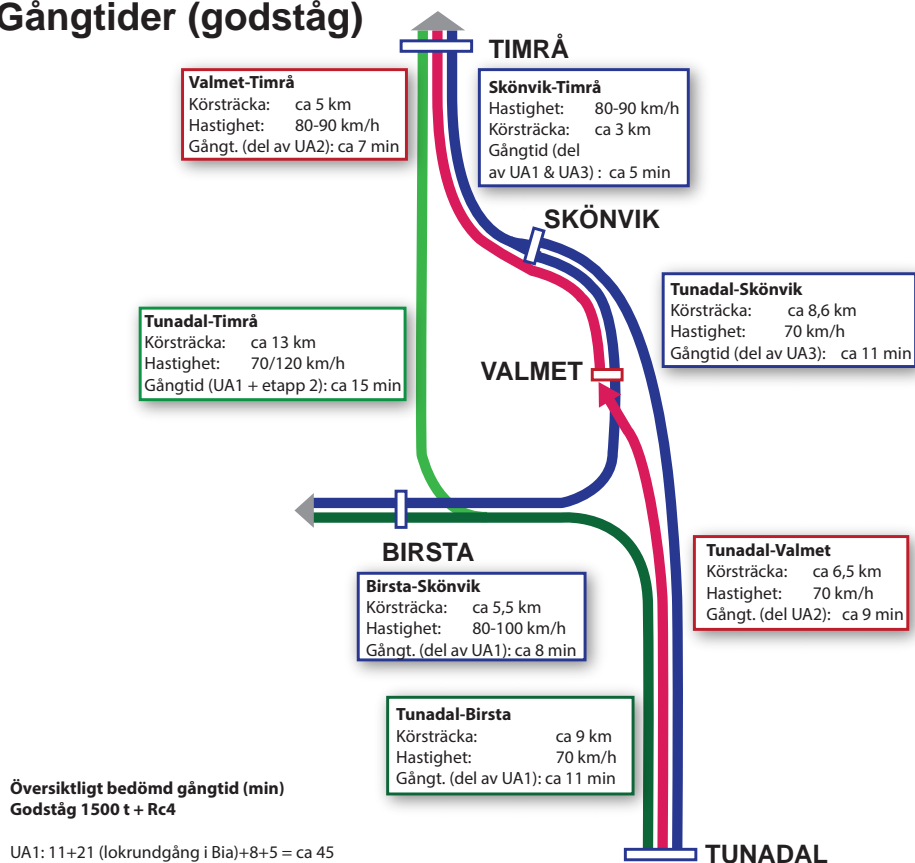 Gångtider (godståg)
TIMRÅ
Valmet-Timrå
Körsträcka: ca 5 km
Hastighet: 80-90 km/h
Gångt. (del av UA2): ca 7 min
Skönvik-Timrå
Hastighet: 80-90 km/h
Körsträcka: ca 3 km
Gångtid (del
av UA1 & UA3) : ca 5 min
SKÖNVIK
Tunadal-Skönvik
Körsträcka: ca 8,6 km
Hastighet: 70 km/h
Gångtid (del av UA3): ca 11 min
Tunadal-Timrå
Körsträcka: ca 13 km
Hastighet: 70/120 km/h
Gångtid (UA1 + etapp 2): ca 15 min
VALMET
BIRSTA
Birsta-Skönvik
Körsträcka: ca 5,5 km
Hastighet: 80-100 km/h
Gångt. (del av UA1): ca 8 min
Tunadal-Valmet
Körsträcka: ca 6,5 km
Hastighet: 70 km/h
Gångt. (del UA2): ca 9 min
Tunadal-Birsta
Körsträcka: ca 9 km
Hastighet: 70 km/h
Gångt. (del av UA1): ca 11 min
Översiktligt bedömd gångtid (min)
Godståg 1500 t + Rc4
UA1: 11+21 (lokrundgång i Bia)+8+5 = ca 45
TUNADAL